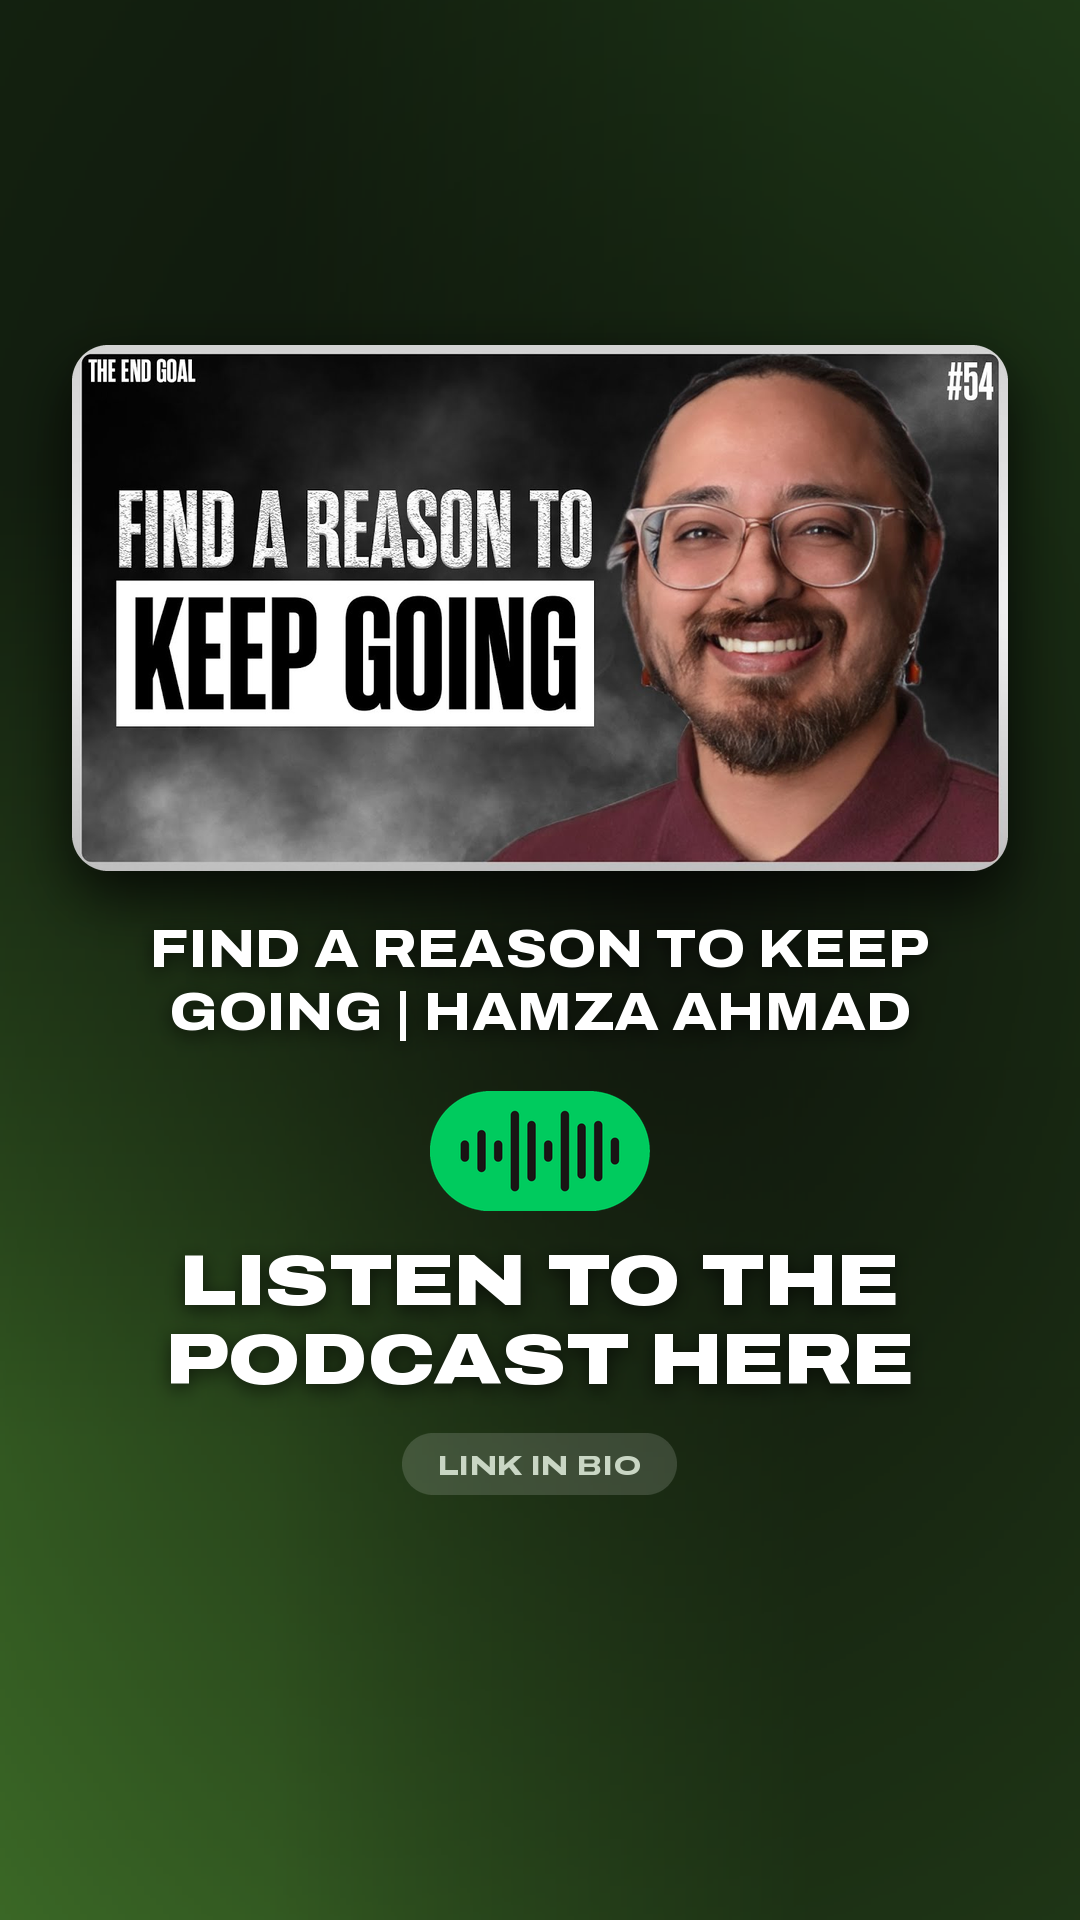 THE END GOAL
#54
FIND A REASON TO
KEEP GOING
FIND A REASON TO KEEP
GOING | HAMZA AHMAD
LISTEN TO THE
PODCAST HERE
LINK IN BIO